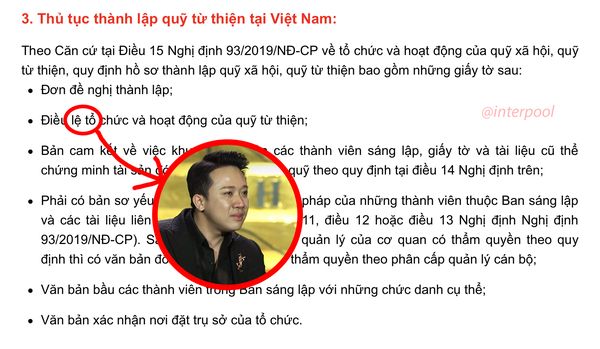 3. Thủ tục thành lập quỹ từ thiện tại Việt Nam:
Theo Căn cứ tại Điều 15 Nghị định 93/2019/NĐ-CP về tổ chức và hoạt động của quỹ xã hội, quỹ
từ thiện, quy định hồ sơ thành lập quỹ xã hội, quỹ từ thiện bao gồm những giấy tờ sau:
Đơn đề nghị thành lập;
@interpool
Điều lệ tổ chức và hoạt động của quỹ từ thiện;
Bản cam kết về việc các thành viên sáng lập, giấy tờ và tài liệu cụ thể
chứng minh tài sản quỹ theo quy định tại điều 14 Nghị định trên;
Phải có bản sơ yếu pháp của những thành viên thuộc Ban sáng lập
và các tài liệu liên 11, điều 12 hoặc điều 13 Nghị định Nghị định
93/2019/NĐ-CP). quản lý của cơ quan có thẩm quyền theo quy
định thì có văn bản thẩm quyền theo phân cấp quản lý cán bộ;
H
Văn bản bầu các thành viên trong Ban sáng lập với những chức danh cụ thể;
Văn bản xác nhận nơi đặt trụ sở của tổ chức.